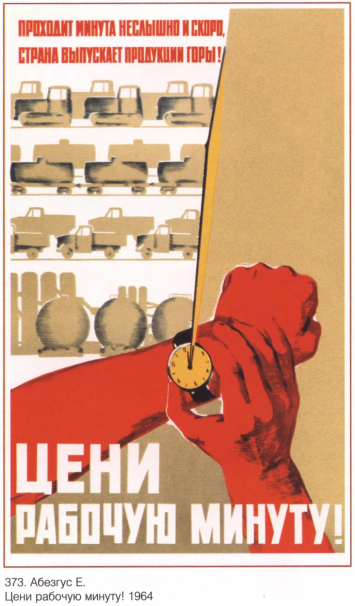 ПРОХОДИТ МИНУТА НЕСЛЫШНО И СКОРО,
СТРАНА ВЫПУСКАЕТ ПРОДУКЦИИ ГОРЫ!
ЦЕНИ
РАБОЧУЮ МИНУТУ!
373. Абезгус Е.
Цени рабочую минуту! 1964